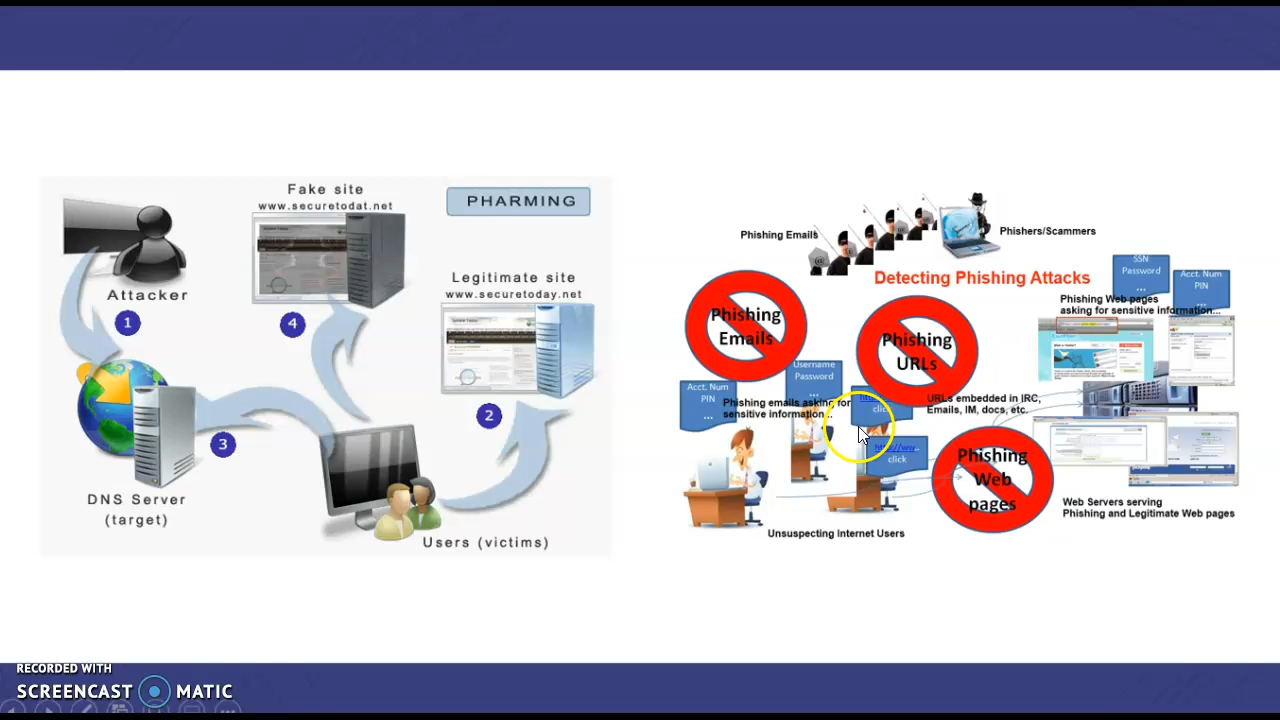 Fake site
www.securetodat.net
PHARMING
Attacker
Legitimate site
www.securetoday.net
1
4
2
3
DNS Server
(target)
Users (victims)
Phishing Emails
Phishers/Scammers
Detecting Phishing Attacks
SSN
Password
...
Acct. Num
PIN
...
Phishing Web pages
asking for sensitive information...
Phishing
Emails
Phishing
URLs
Username
Password
Acct. Num
PIN
...
Phishing emails asking for
sensitive information ..
click
URLs embedded in IRC,
Emails, IM, docs, etc.
http://ww...
click
Phishing
Web
pages
Web Servers serving
Phishing and Legitimate Web pages
Unsuspecting Internet Users
RECORDED WITH
SCREENCAST MATIC